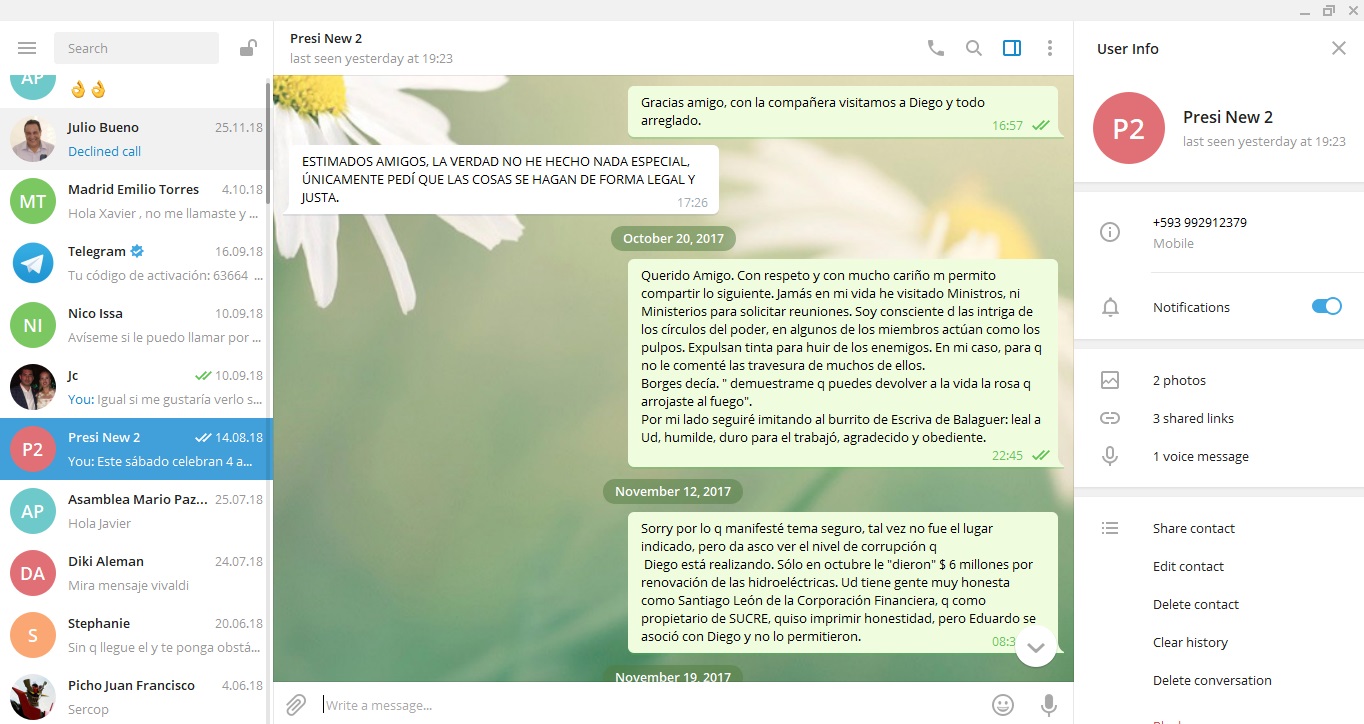 Search
AP
👌👌
Julio Bueno 25.11.18
Declined call
MT
Madrid Emilio Torres 4.10.18
Hola Xavier , no me llamaste y ...
Telegram 16.09.18
Tu código de activación: 63664 ...
NI
Nico Issa 10.09.18
Avíseme si le puedo llamar por ...
Jc 10.09.18
You: Igual si me gustaría verlo s...
P2
Presi New 2 14.08.18
You: Este sábado celebran 4 a...
AP
Asamblea Mario Paz... 25.07.18
Hola Javier
DA
Diki Aleman 24.07.18
Mira mensaje vivaldi
S
Stephanie 20.06.18
Sin q llegue el y te ponga obstá...
Picho Juan Francisco 4.06.18
Sercop
Presi New 2
last seen yesterday at 19:23
Gracias amigo, con la compañera visitamos a Diego y todo
arreglado.
16:57
ESTIMADOS AMIGOS, LA VERDAD NO HE HECHO NADA ESPECIAL,
ÚNICAMENTE PEDÍ QUE LAS COSAS SE HAGAN DE FORMA LEGAL Y
JUSTA.
17:26
October 20, 2017
Querido Amigo. Con respeto y con mucho cariño m permito
compartir lo siguiente. Jamás en mi vida he visitado Ministros, ni
Ministerios para solicitar reuniones. Soy consciente d las intriga de
los círculos del poder, en algunos de los miembros actúan como los
pulpos. Expulsan tinta para huir de los enemigos. En mi caso, para q
no le comenté las travesura de muchos de ellos.
Borges decía. " demuestrame q puedes devolver a la vida la rosa q
arrojaste al fuego".
Por mi lado seguiré imitando al burrito de Escriva de Balaguer: leal a
Ud, humilde, duro para el trabajó, agradecido y obediente.
22:45
November 12, 2017
Sorry por lo q manifesté tema seguro, tal vez no fue el lugar
indicado, pero da asco ver el nivel de corrupción q
Diego está realizando. Sólo en octubre le "dieron" $ 6 millones por
renovación de las hidroeléctricas. Ud tiene gente muy honesta
como Santiago León de la Corporación Financiera, q como
propietario de SUCRE, quiso imprimir honestidad, pero Eduardo se
asoció con Diego y no lo permitieron.
08:3
November 19, 2017
Write a message...
User Info
P2
Presi New 2
last seen yesterday at 19:23
+593 992912379
Mobile
Notifications
2 photos
3 shared links
1 voice message
Share contact
Edit contact
Delete contact
Clear history
Delete conversation